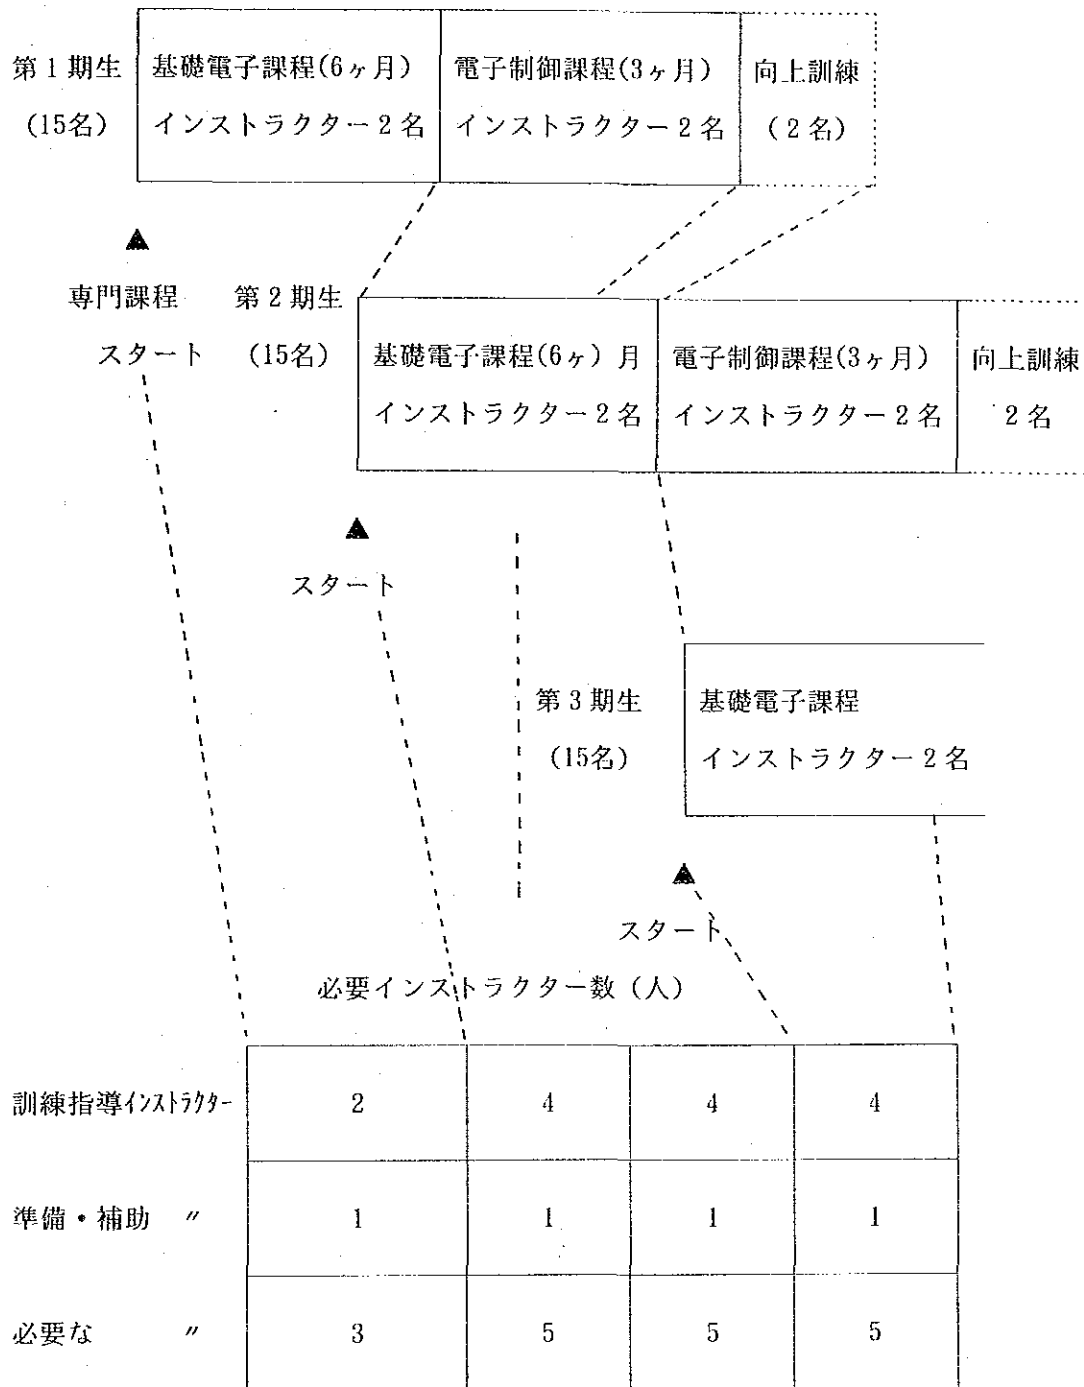 第1期生 基礎電子課程(6ヶ月) 電子制御課程(3ヶ月) 向上訓練
(15名) インストラクター2名 インストラクター2名 (2名)
▲
専門課程 第2期生
スタート (15名) 基礎電子課程(6ヶ)月 電子制御課程(3ヶ月) 向上訓練
インストラクター2名 インストラクター2名 2名
▲
スタート
第3期生 基礎電子課程
(15名) インストラクター2名
▲
スタート
必要インストラクター数(人)
訓練指導インストラクター 2 4 4 4
準備・補助 〃 1 1 1 1
必要な 〃 3 5 5 5